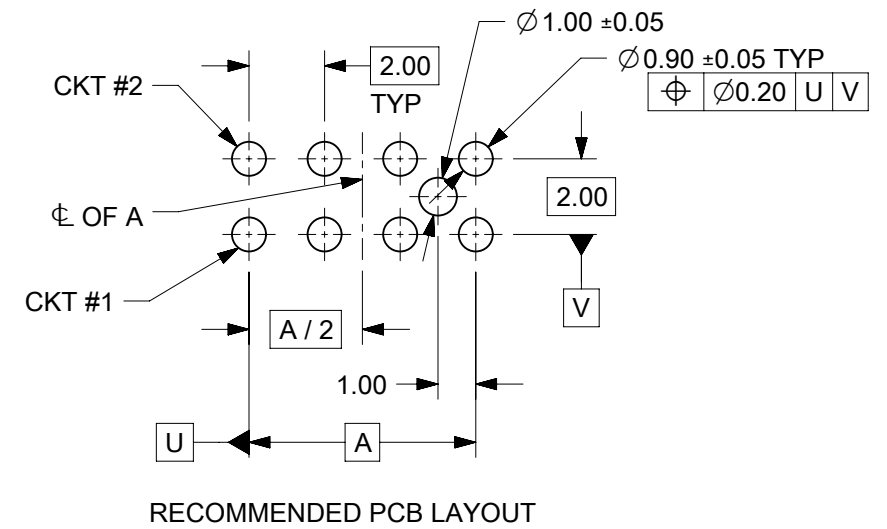 ∅1.00 ±0.05
∅0.90 ±0.05 TYP
⌖ ∅0.20 U V
2.00
TYP
CKT #2
℄ OF A
2.00
CKT #1
V
A / 2
1.00
U
A
RECOMMENDED PCB LAYOUT